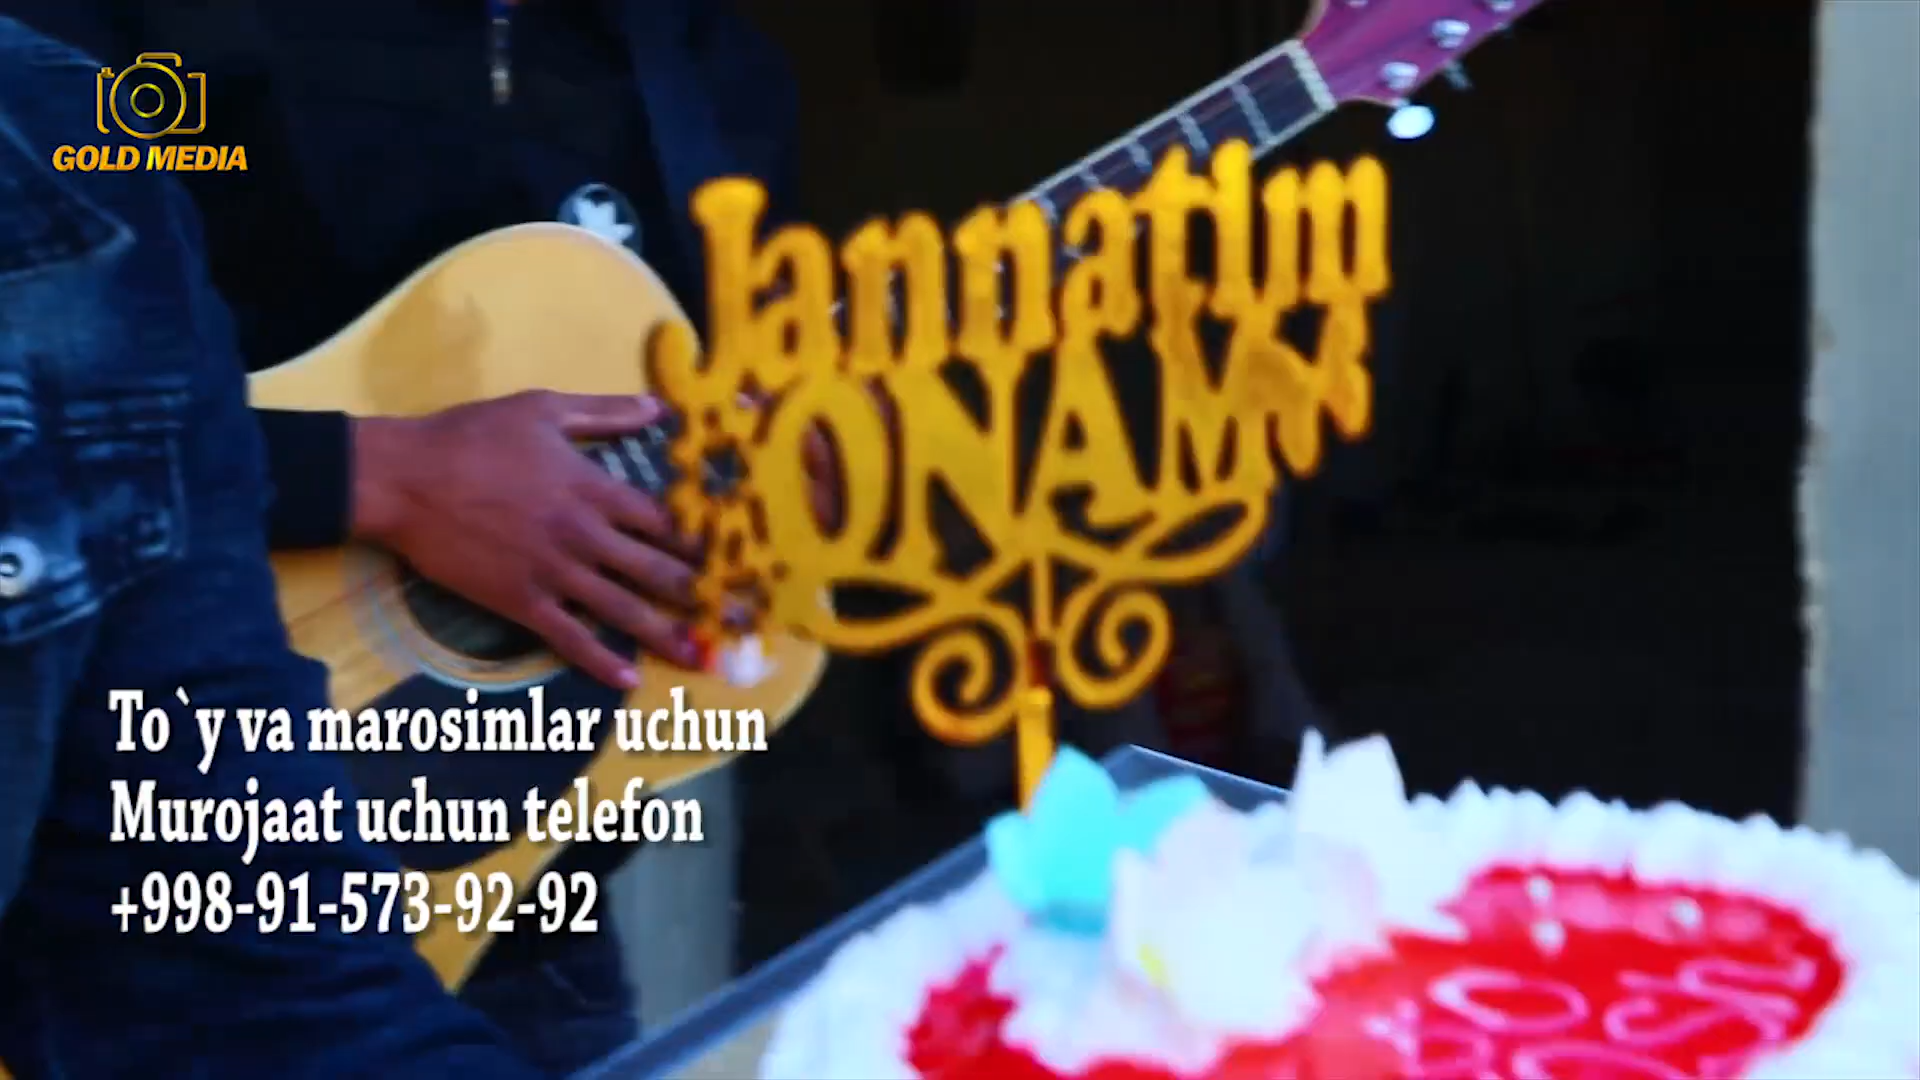 GOLD MEDIA
Jannatim
ONAM
To`y va marosimlar uchun
Murojaat uchun telefon
+998-91-573-92-92